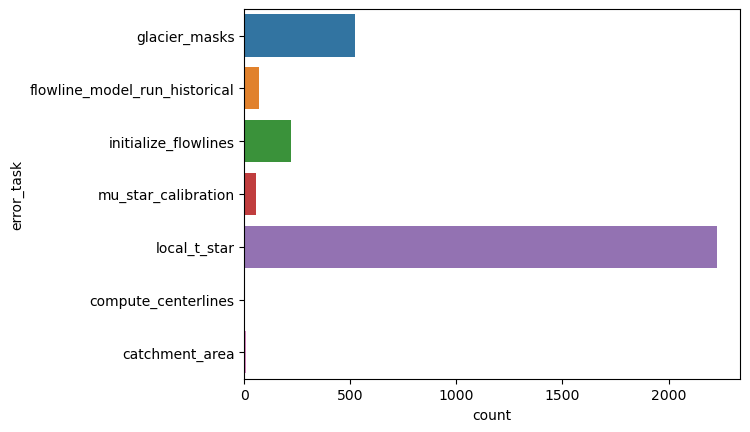 glacier_masks
flowline_model_run_historical
initialize_flowlines
mu_star_calibration
local_t_star
compute_centerlines
catchment_area
error_task
0 500 1000 1500 2000
count